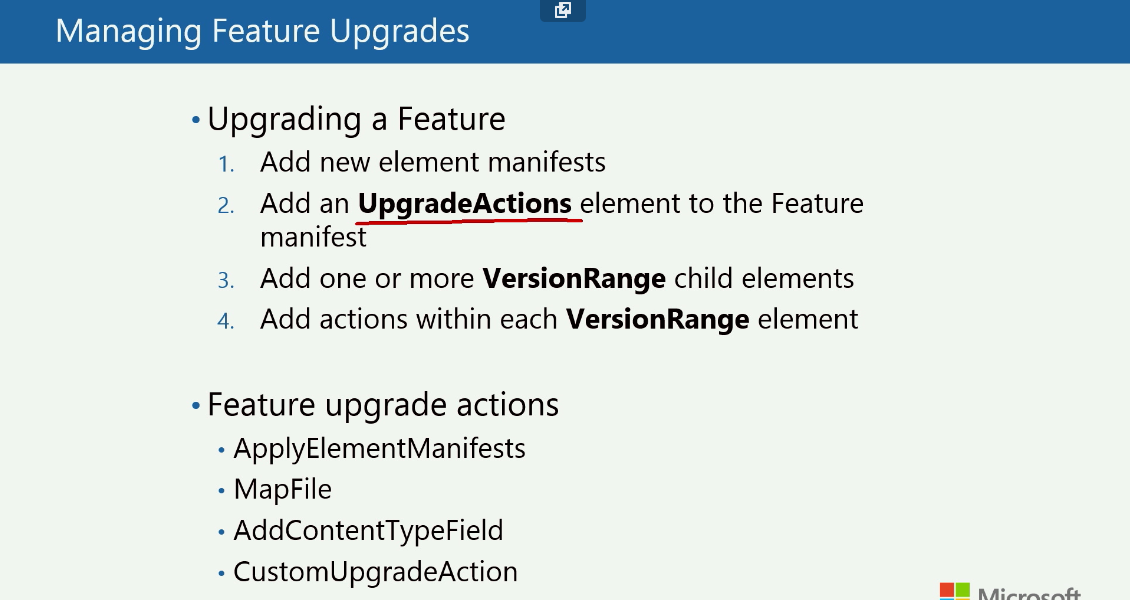 Managing Feature Upgrades
• Upgrading a Feature
1. Add new element manifests
2. Add an UpgradeActions element to the Feature
manifest
3. Add one or more VersionRange child elements
4. Add actions within each VersionRange element
• Feature upgrade actions
• ApplyElementManifests
• MapFile
• AddContentTypeField
• CustomUpgradeAction
Microsoft